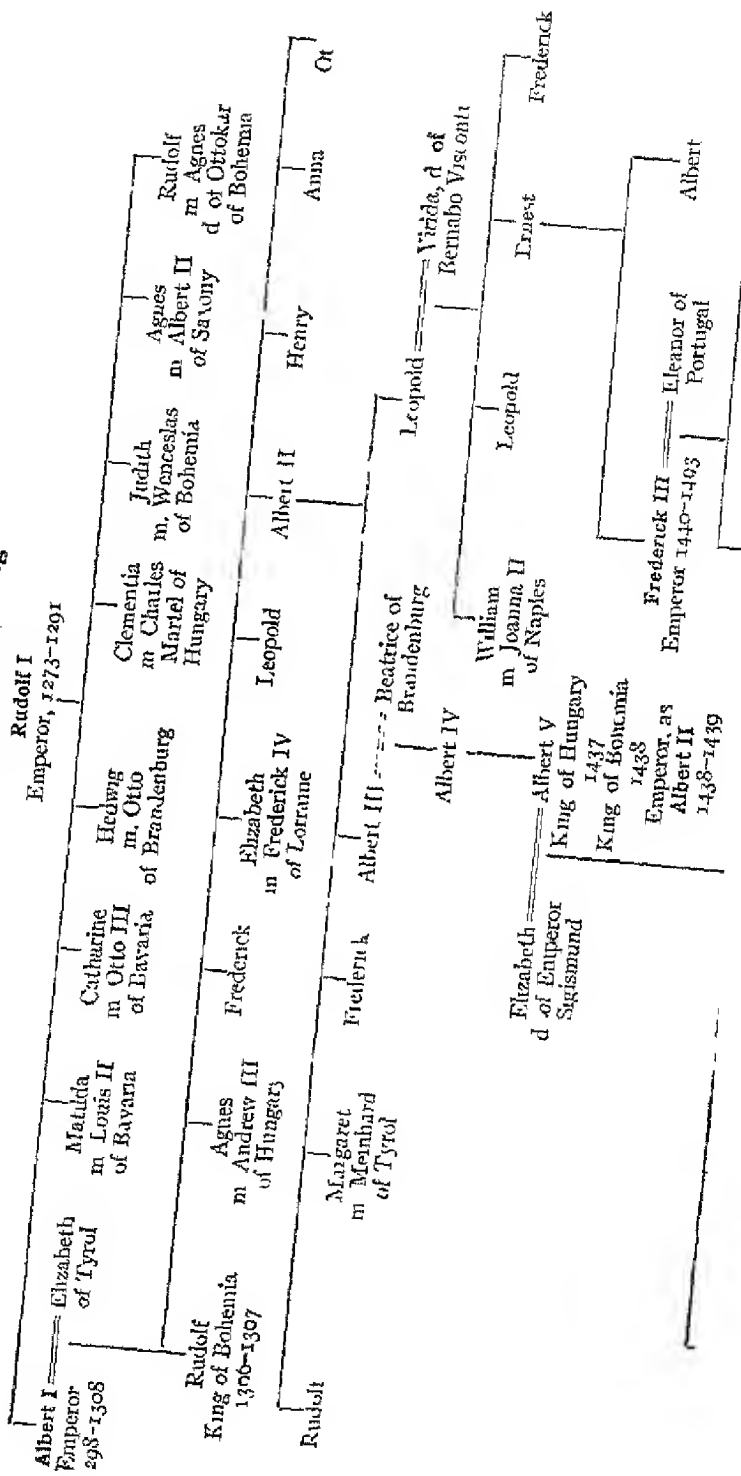 Rudolf I
Emperor, 1273-1291
Albert I
Emperor
298-1308
Elizabeth
of Tyrol
Matilda
m Louis II
of Bavaria
Catharine
m Otto III
of Bavaria
Hedwig
m. Otto
of Brandenburg
Clementia
m Charles
Martel of
Hungary
Judith
m. Wenceslas
of Bohemia
Agnes
m Albert II
of Saxony
Rudolf
m Agnes
d of Ottokar
of Bohemia
Rudolf
King of Bohemia
1306-1307
Agnes
m Andrew III
of Hungary
Frederick
Elizabeth
m Frederick IV
of Lorraine
Leopold
Albert II
Henry
Anna
Ot
Rudolf
Margaret
m Meinhard
of Tyrol
Frederick
Albert III
Beatrice of
Brandenburg
Leopold
Virida, d of
Bernabo Visconti
Albert IV
William
m Joanna II
of Naples
Leopold
Ernest
Frederick
Elizabeth
d of Emperor
Sigismund
Albert V
King of Hungary
1437
King of Bohemia
1438
Emperor, as
Albert II
1438-1439
Frederick III
Emperor 1440-1493
Eleanor of
Portugal
Albert